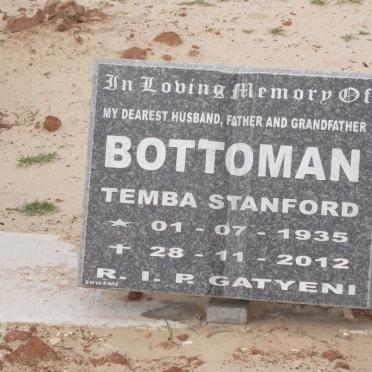 In Loving Memory Of
MY DEAREST HUSBAND, FATHER AND GRANDFATHER
BOTTOMAN
TEMBA STANFORD
☆ 01 - 07 - 1935
✝ 28 - 11 - 2012
R. I. P. GATYENI
SHWEME